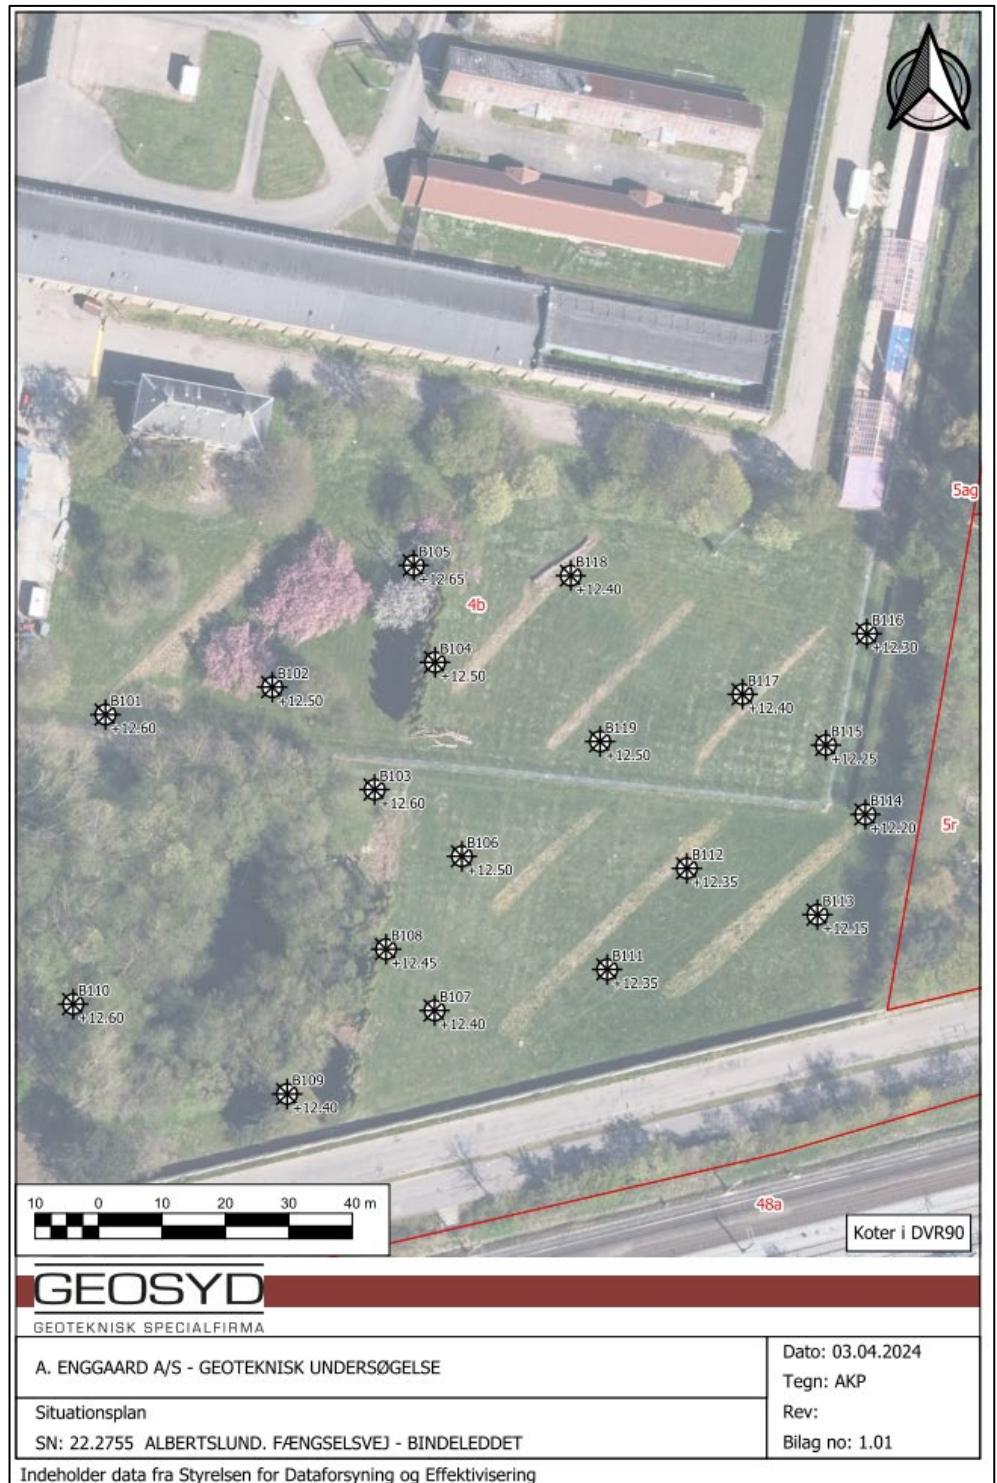 5ag
B105
+12.65
B118
+12.40
4b
B116
+12.30
B104
+12.50
B102
+12.50
B117
+12.40
B101
+12.60
B119
+12.50
B115
+12.25
B103
+12.60
B114
+12.20
5r
B106
+12.50
B112
+12.35
B113
+12.15
B108
+12.45
B111
+12.35
B110
+12.60
B107
+12.40
B109
+12.40
10 0 10 20 30 40 m
48a
Koter i DVR90
GEOSYD
GEOTEKNISK SPECIALFIRMA
A. ENGGAARD A/S - GEOTEKNISK UNDERSØGELSE
Dato: 03.04.2024
Tegn: AKP
Situationsplan
Rev:
SN: 22.2755 ALBERTSLUND. FÆNGSELSVEJ - BINDELEDDET
Bilag no: 1.01
Indeholder data fra Styrelsen for Dataforsyning og Effektivisering